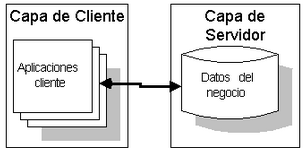 Capa de Cliente
Aplicaciones
cliente
Capa de
Servidor
Datos del
negocio